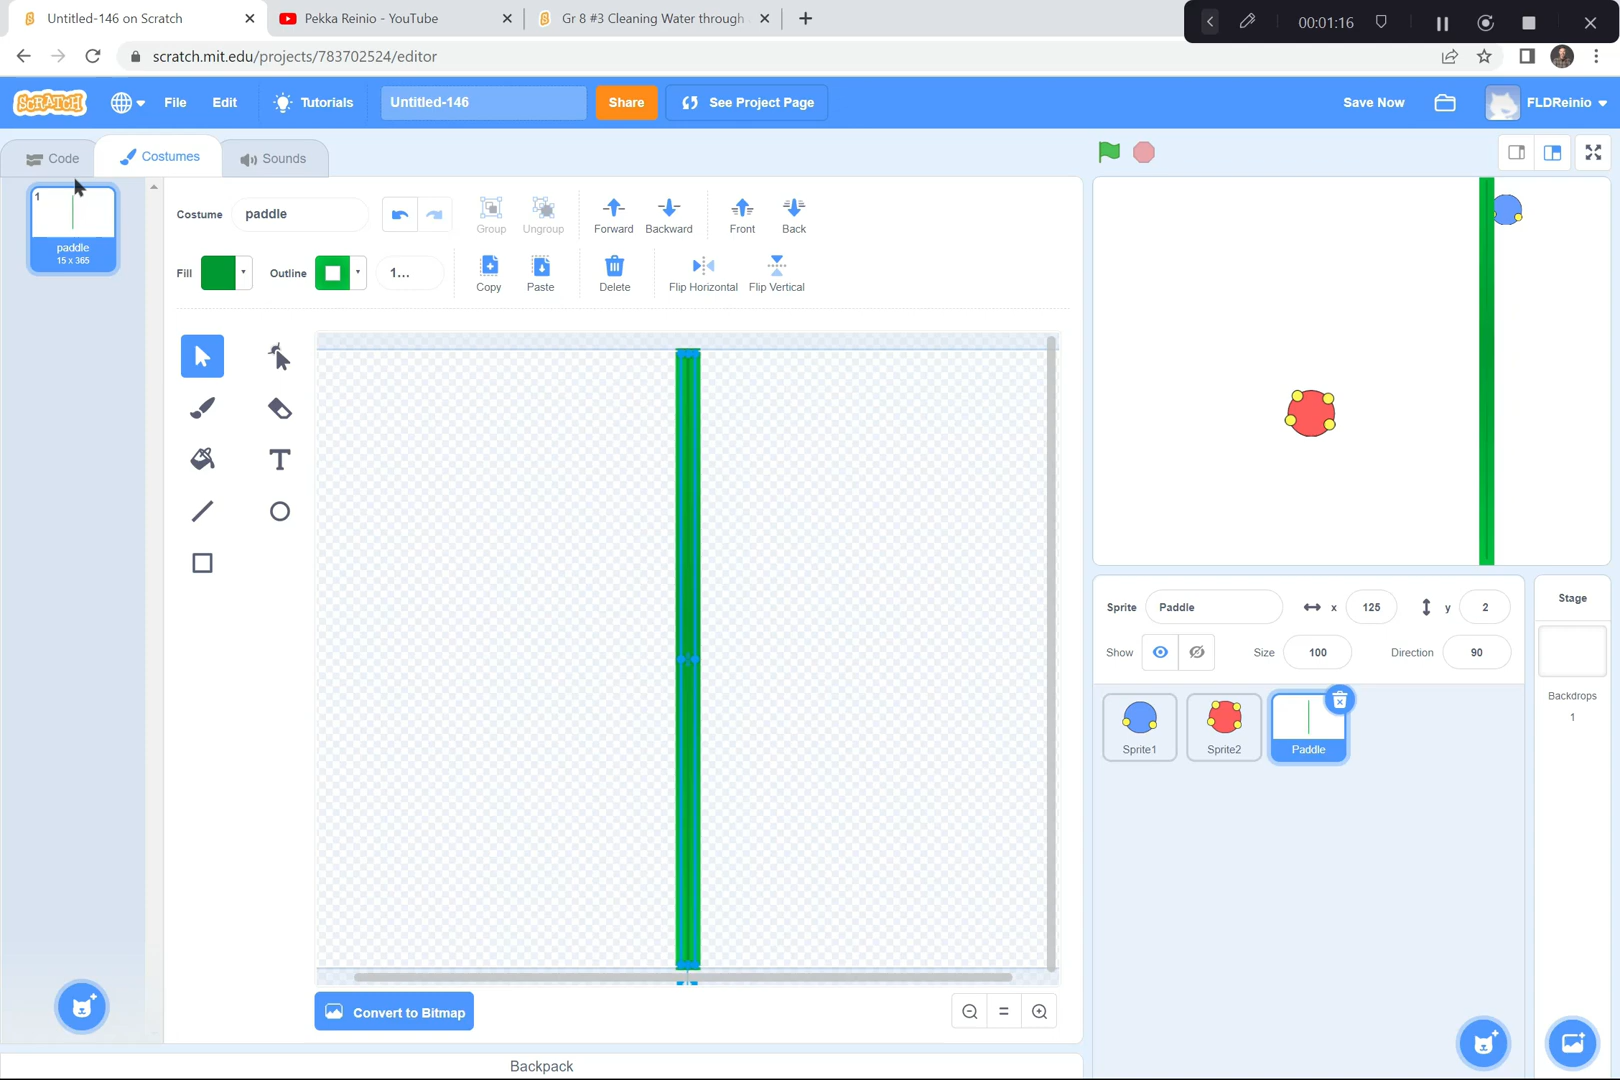 Untitled-146 on Scratch
Pekka Reinio - YouTube
Gr 8 #3 Cleaning Water through
00:01:16
scratch.mit.edu/projects/783702524/editor
SCRATCH
File
Edit
Tutorials
Untitled-146
Share
See Project Page
Save Now
FLDReinio
Code
Costumes
Sounds
1
paddle
15 x 365
Costume
paddle
Group
Ungroup
Forward
Backward
Front
Back
Fill
Outline
1...
Copy
Paste
Delete
Flip Horizontal
Flip Vertical
Convert to Bitmap
Backpack
Sprite
Paddle
x
125
y
2
Show
Size
100
Direction
90
Sprite1
Sprite2
Paddle
Stage
Backdrops
1